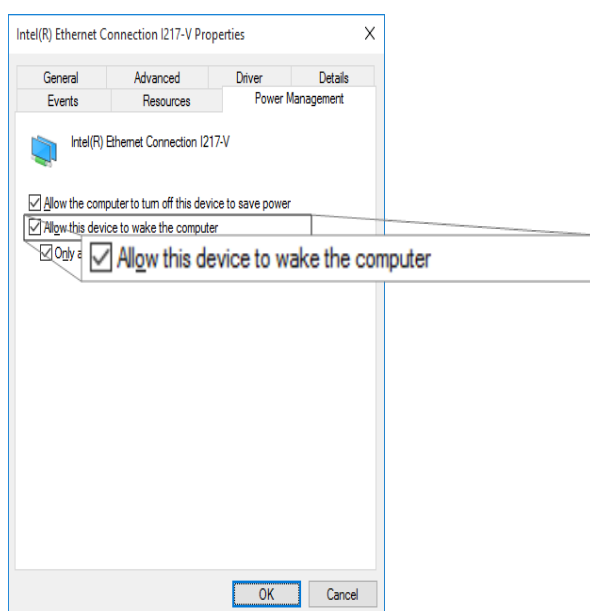 Intel(R) Ethernet Connection I217-V Properties X
General Advanced Driver Details
Events Resources Power Management
Intel(R) Ethernet Connection I217-V
Allow the computer to turn off this device to save power
Allow this device to wake the computer
Only
Allow this device to wake the computer
OK Cancel